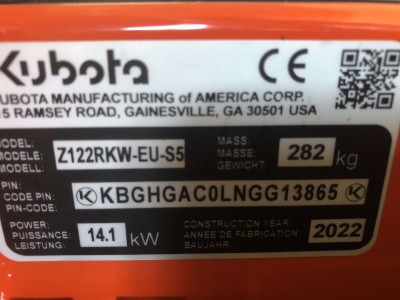 Kubota CE
KUBOTA MANUFACTURING of AMERICA CORP.
RAMSEY ROAD, GAINESVILLE, GA 30501 USA
MODEL: MASS:
MODELE: Z122RKW-EU-S5 MASSE: 282 kg
MODELL: GEWICHT:
PIN:
CODE PIN: K KBGHGAC0LNGG13865 K
PIN-CODE:
POWER: CONSTRUCTION YEAR
PUISSANCE: 14.1 kW ANNEE DE FABRICATION 2022
LEISTUNG: BAUJAHR